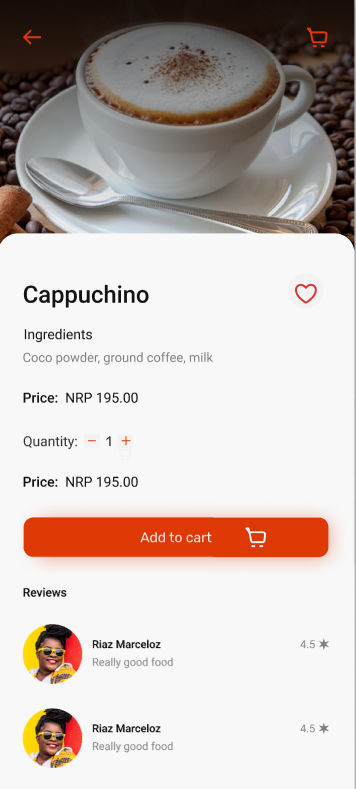 Cappuchino
Ingredients
Coco powder, ground coffee, milk
Price: NRP 195.00
Quantity: − 1 +
Price: NRP 195.00
Add to cart
Reviews
Riaz Marceloz
4.5
Really good food
Riaz Marceloz
4.5
Really good food